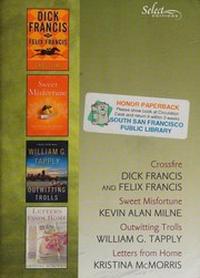 Select
EDITIONS
DICK
FRANCIS
FELIX FRANCIS
Sweet
Misfortune
WILLIAM G.
TAPPLY
OUTWITTING
TROLLS
LETTERS
FROM HOME
HONOR PAPERBACK
Please show book at Circulation
Desk and return it within 3 weeks
SOUTH SAN FRANCISCO
PUBLIC LIBRARY
Crossfire
DICK FRANCIS
AND FELIX FRANCIS
Sweet Misfortune
KEVIN ALAN MILNE
Outwitting Trolls
WILLIAM G. TAPPLY
Letters from Home
KRISTINA McMORRIS